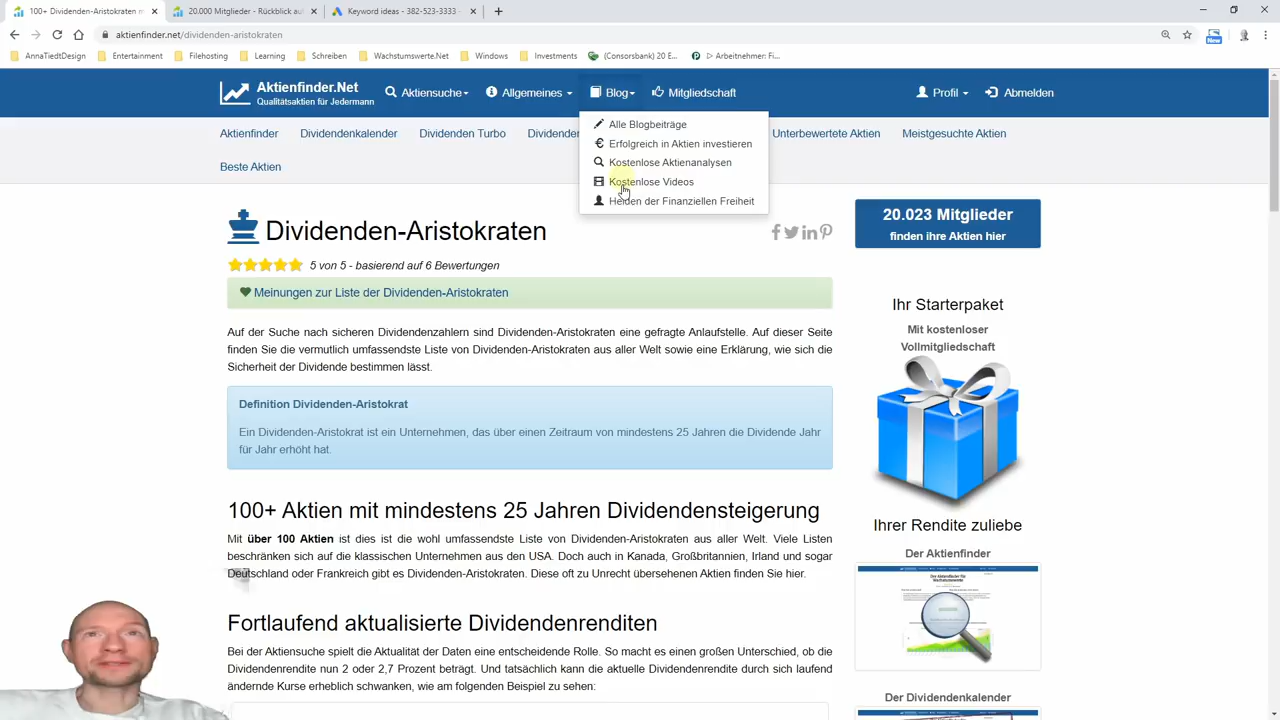 100+ Dividenden-Aristokraten m
20.000 Mitglieder - Rückblick auf
Keyword ideas - 382-523-3333 -
aktienfinder.net/dividenden-aristokraten
New
AnnaTiedtDesign
Entertainment
Filehosting
Learning
Schreiben
Wachstumswerte.Net
Windows
Investments
(Consorsbank) 20 E...
▷ Arbeitnehmer: Fi...
Aktienfinder.Net
Qualitätsaktien für Jedermann
Aktiensuche
Allgemeines
Blog
Mitgliedschaft
Profil
Abmelden
Aktienfinder
Dividendenkalender
Dividenden Turbo
Dividenden
Unterbewertete Aktien
Meistgesuchte Aktien
Beste Aktien
Alle Blogbeiträge
Erfolgreich in Aktien investieren
Kostenlose Aktienanalysen
Kostenlose Videos
Helden der Finanziellen Freiheit
Dividenden-Aristokraten
5 von 5 - basierend auf 6 Bewertungen
Meinungen zur Liste der Dividenden-Aristokraten
Auf der Suche nach sicheren Dividendenzahlern sind Dividenden-Aristokraten eine gefragte Anlaufstelle. Auf dieser Seite
finden Sie die vermutlich umfassendste Liste von Dividenden-Aristokraten aus aller Welt sowie eine Erklärung, wie sich die
Sicherheit der Dividende bestimmen lässt.
Definition Dividenden-Aristokrat
Ein Dividenden-Aristokrat ist ein Unternehmen, das über einen Zeitraum von mindestens 25 Jahren die Dividende Jahr
für Jahr erhöht hat.
100+ Aktien mit mindestens 25 Jahren Dividendensteigerung
Mit über 100 Aktien ist dies ist die wohl umfassendste Liste von Dividenden-Aristokraten aus aller Welt. Viele Listen
beschränken sich auf die klassischen Unternehmen aus den USA. Doch auch in Kanada, Großbritannien, Irland und sogar
Deutschland oder Frankreich gibt es Dividenden-Aristokraten. Diese oft zu Unrecht übersehenen Aktien finden Sie hier.
Fortlaufend aktualisierte Dividendenrenditen
Bei der Aktiensuche spielt die Aktualität der Daten eine entscheidende Rolle. So macht es einen großen Unterschied, ob die
Dividendenrendite nun 2 oder 2,7 Prozent beträgt. Und tatsächlich kann die aktuelle Dividendenrendite durch sich laufend
ändernde Kurse erheblich schwanken, wie am folgenden Beispiel zu sehen:
20.023 Mitglieder
finden ihre Aktien hier
Ihr Starterpaket
Mit kostenloser
Vollmitgliedschaft
Ihrer Rendite zuliebe
Der Aktienfinder
Der Aktienfinder für
Wachstumswerte
Der Dividendenkalender